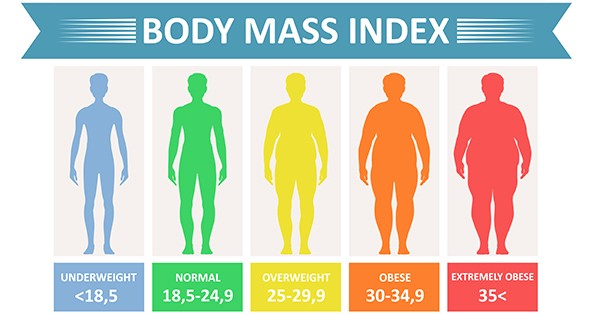 BODY MASS INDEX
UNDERWEIGHT
<18,5
NORMAL
18,5-24,9
OVERWEIGHT
25-29,9
OBESE
30-34,9
EXTREMELY OBESE
35<